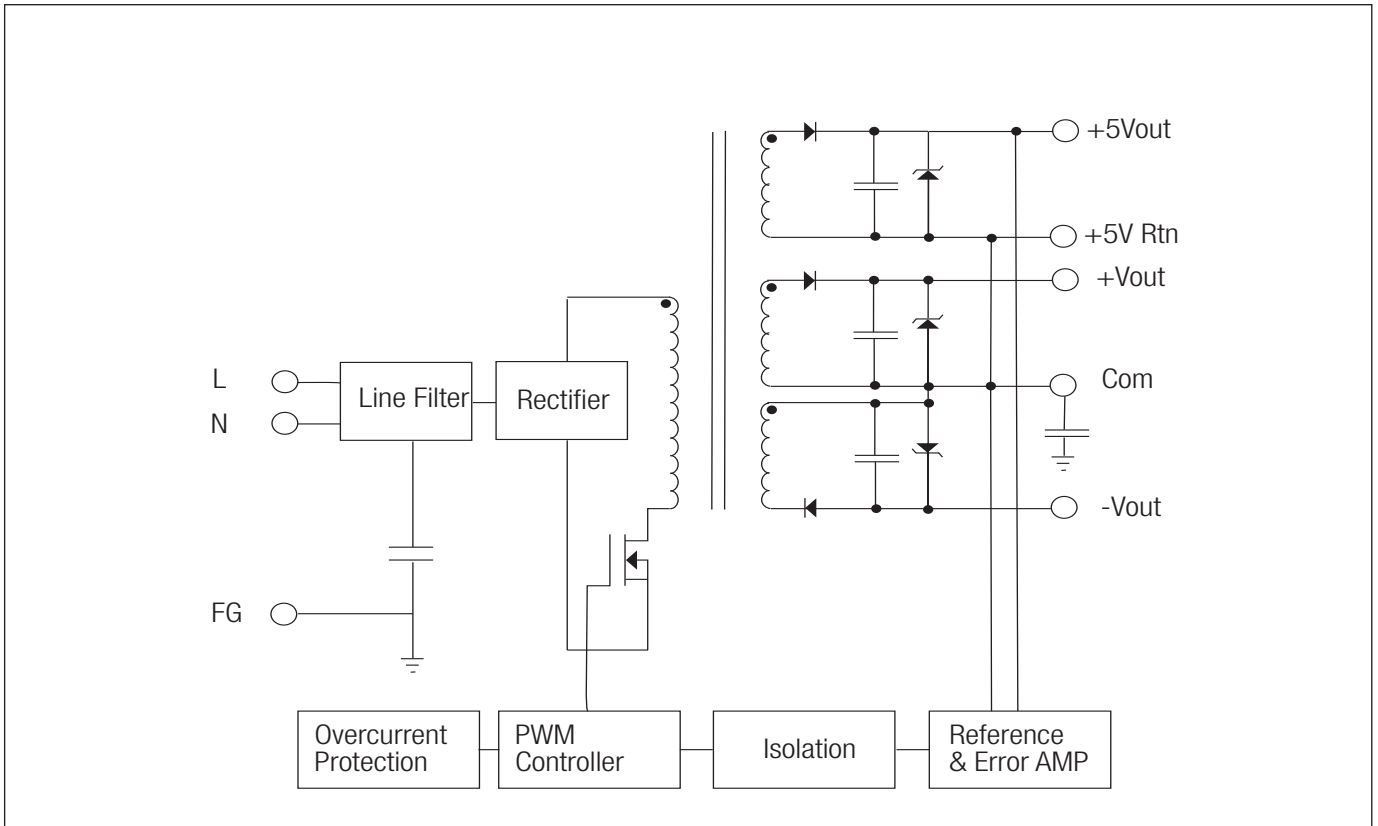 +5Vout
+5V Rtn
+Vout
L
Line Filter
Rectifier
Com
N
-Vout
FG
Overcurrent
Protection
PWM
Controller
Isolation
Reference
& Error AMP